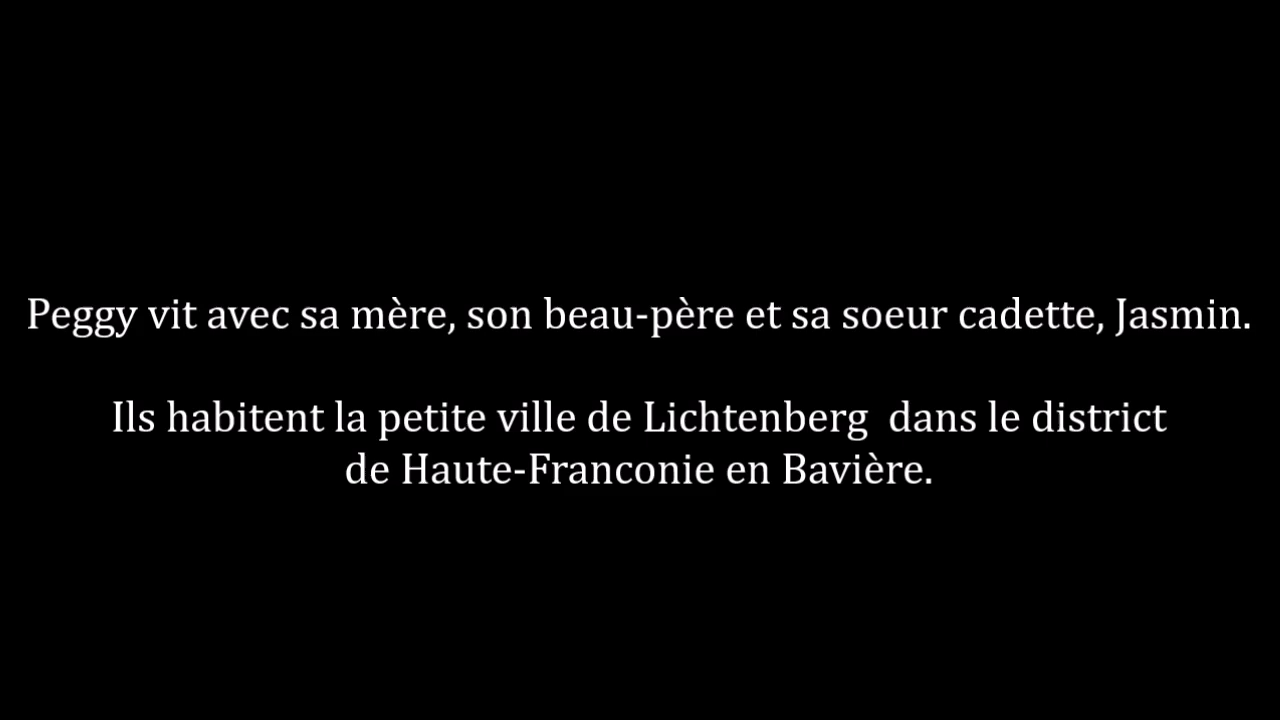 Peggy vit avec sa mère, son beau-père et sa soeur cadette, Jasmin.
Ils habitent la petite ville de Lichtenberg  dans le district
de Haute-Franconie en Bavière.